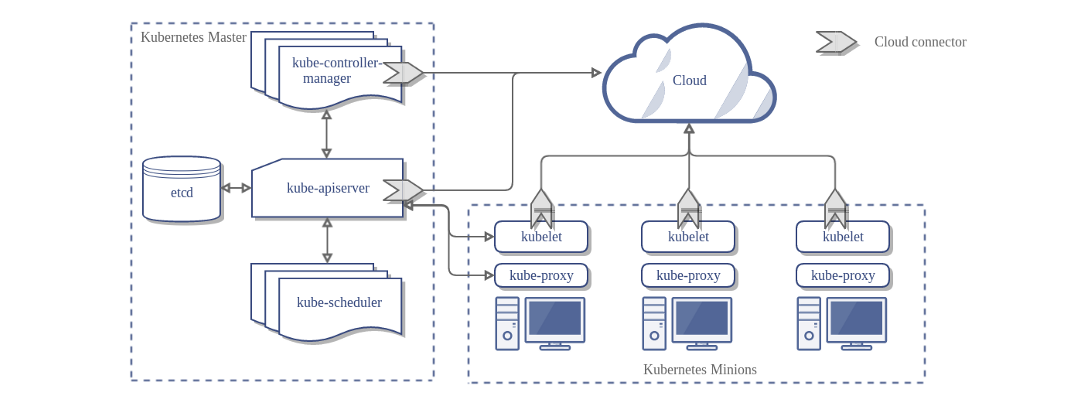 Kubernetes Master
kube-controller-
manager
Cloud
Cloud connector
etcd
kube-apiserver
kubelet
kubelet
kubelet
kube-proxy
kube-proxy
kube-proxy
kube-scheduler
Kubernetes Minions